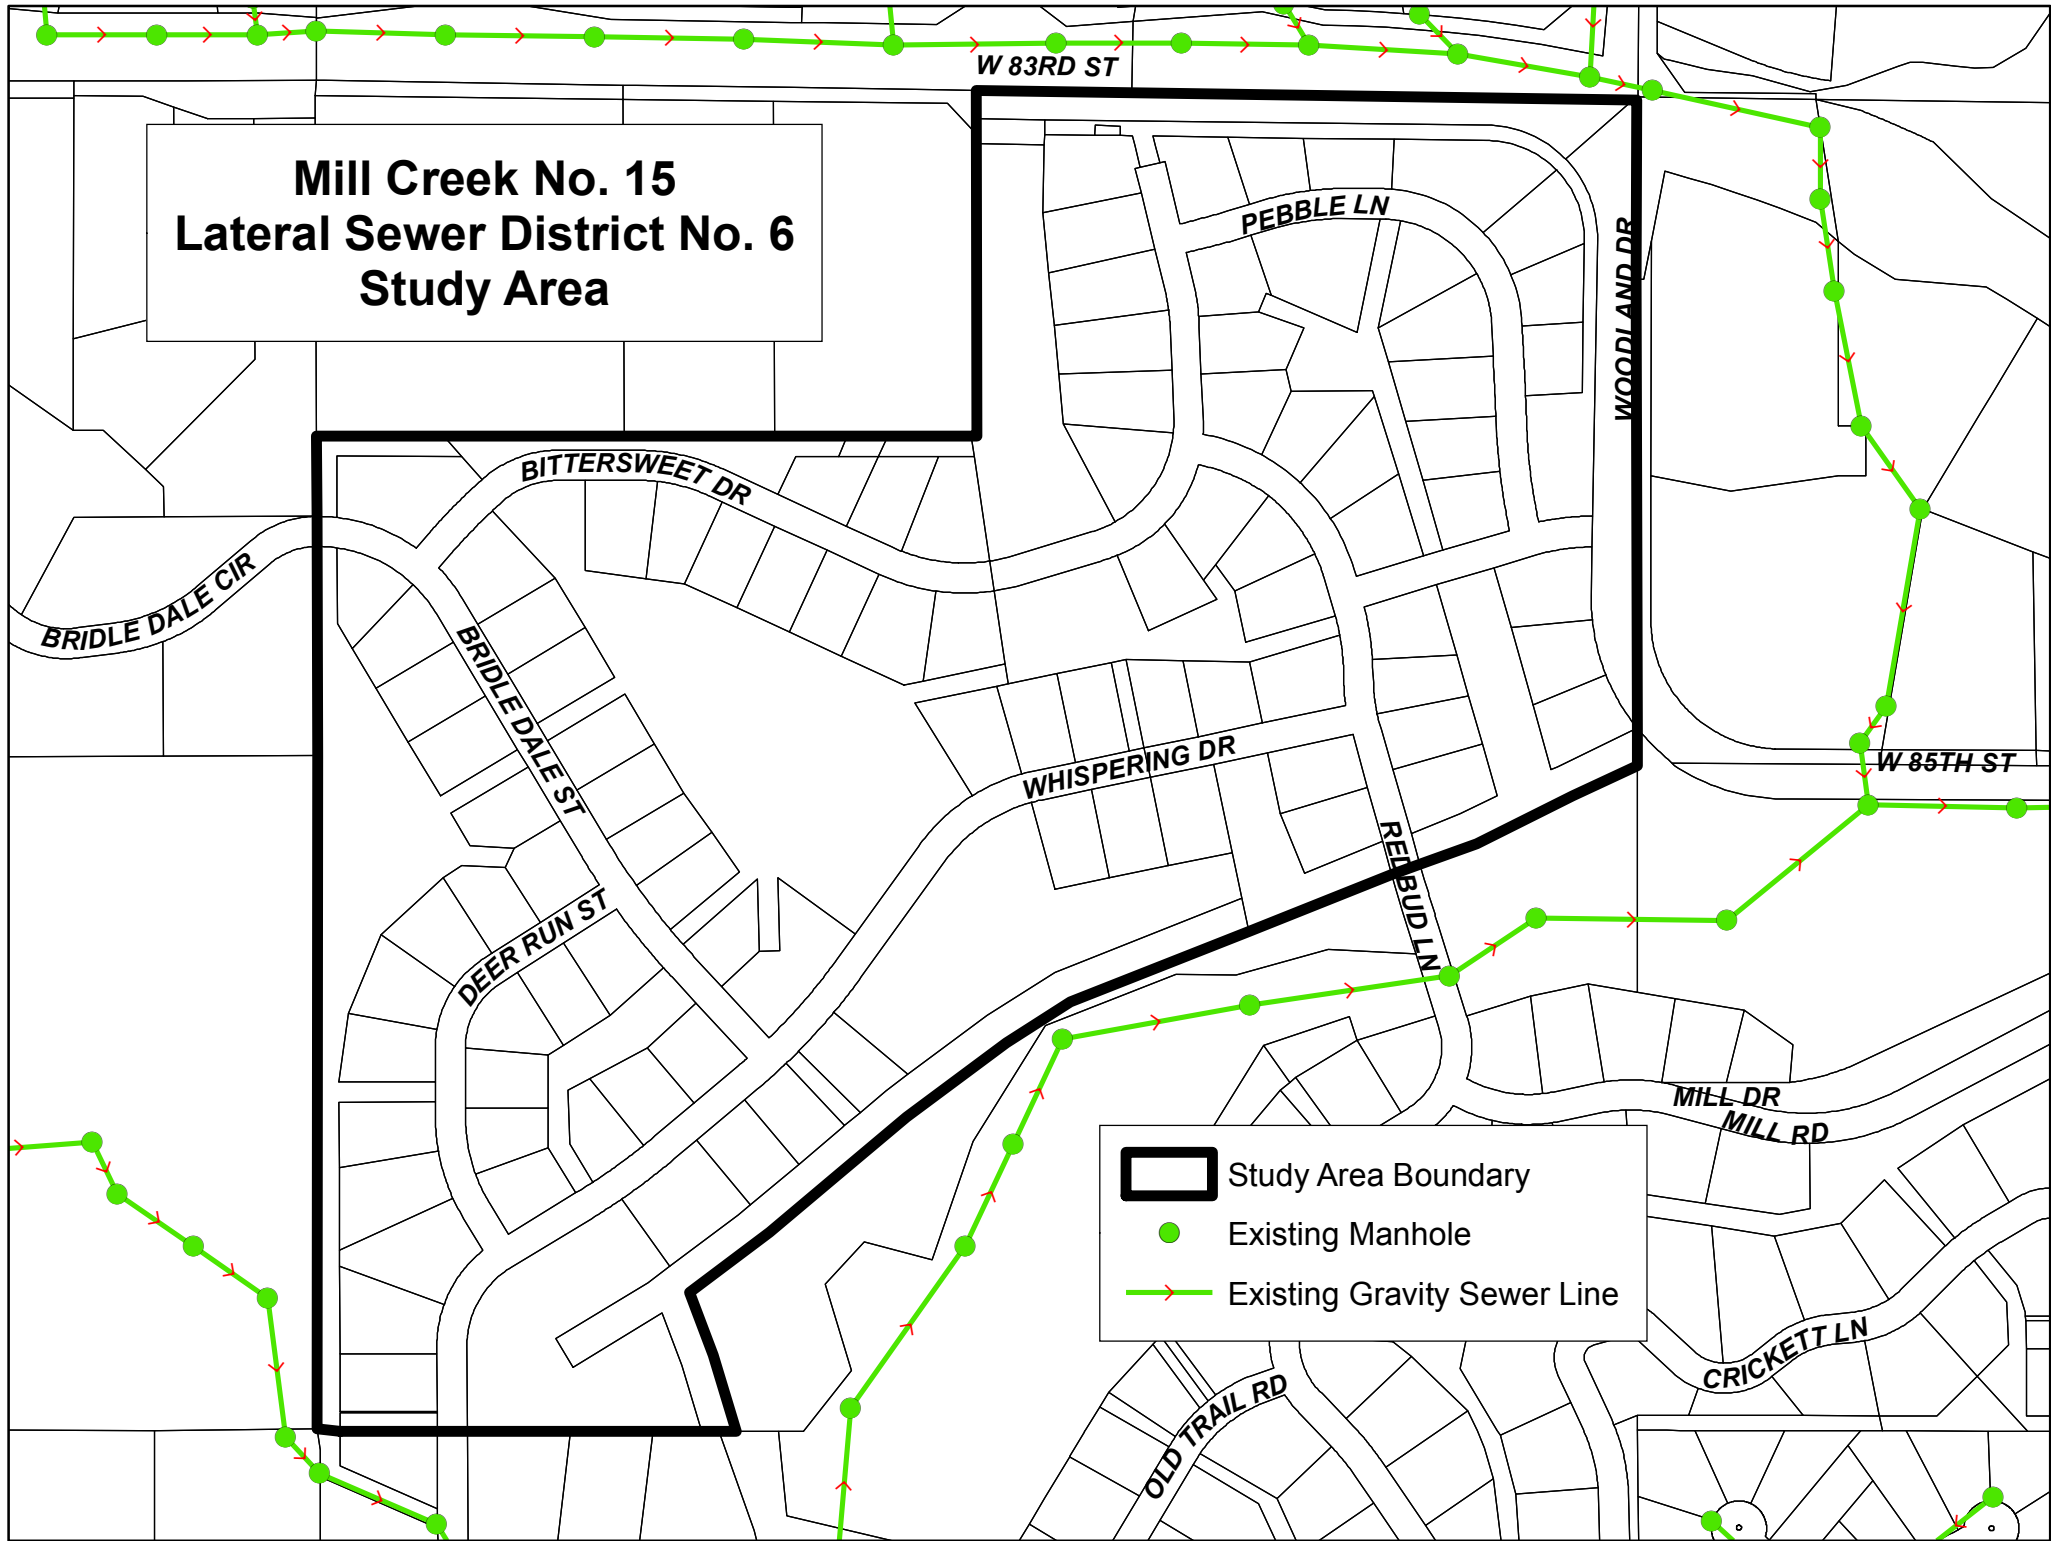 W 83RD ST
Mill Creek No. 15
Lateral Sewer District No. 6
Study Area
PEBBLE LN
WOODLAND DR
BITTERSWEET DR
BRIDLE DALE CIR
BRIDLE DALE ST
WHISPERING DR
W 85TH ST
REDBUD LN
DEER RUN ST
MILL DR
MILL RD
Study Area Boundary
Existing Manhole
Existing Gravity Sewer Line
CRICKETT LN
OLD TRAIL RD